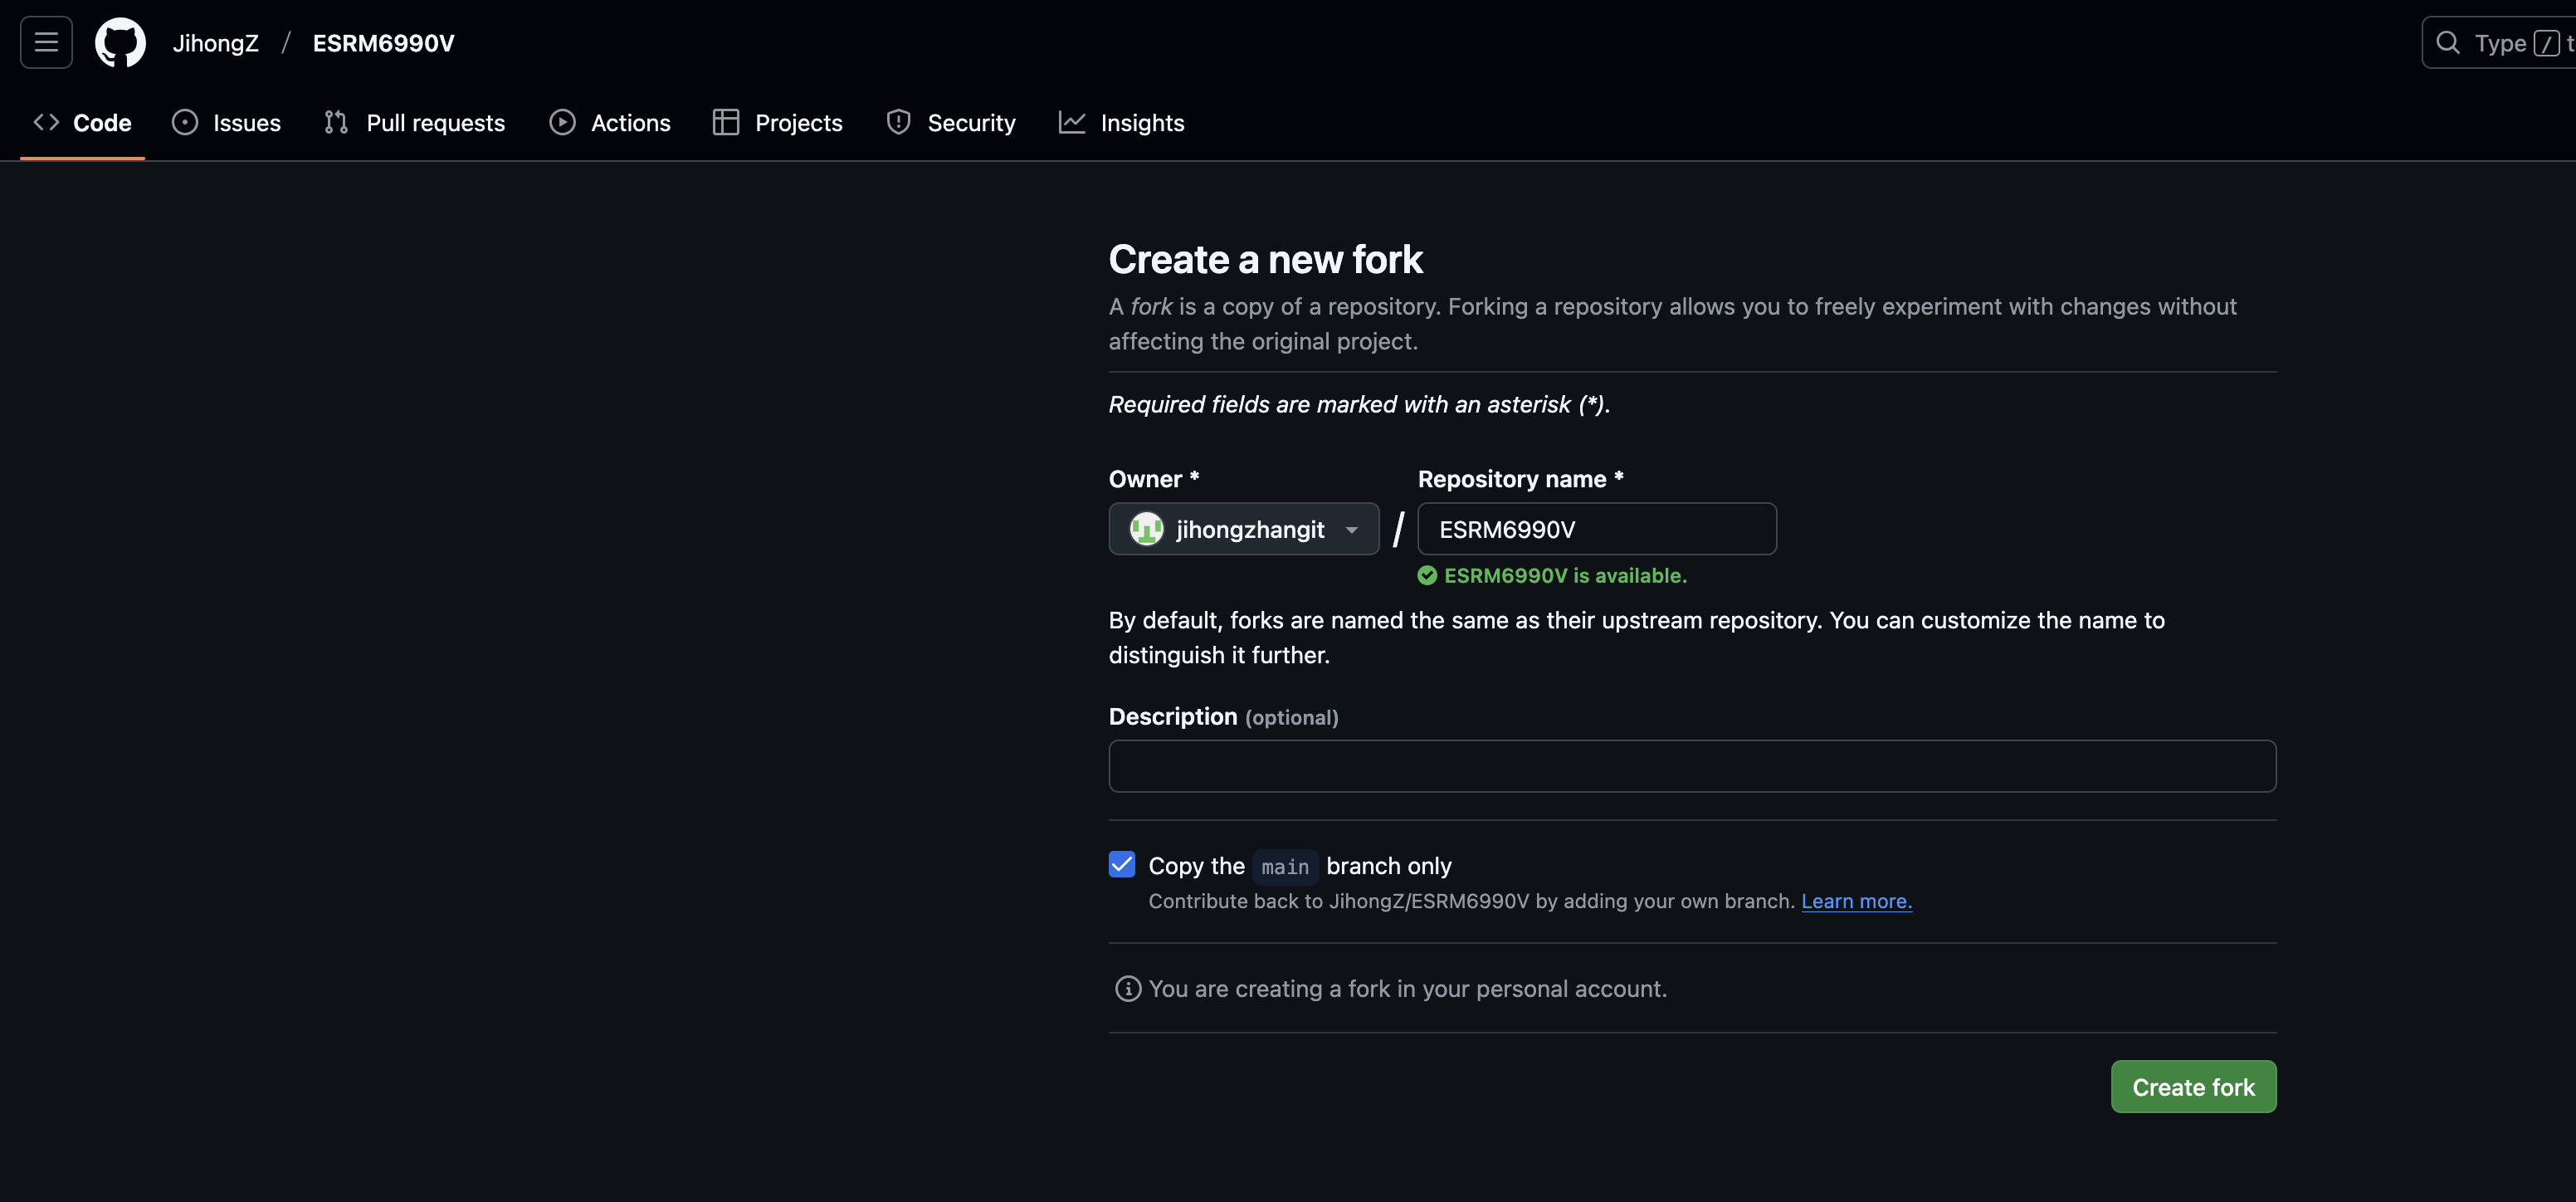 JihongZ / ESRM6990V
Type / t
Code Issues Pull requests Actions Projects Security Insights
Create a new fork
A fork is a copy of a repository. Forking a repository allows you to freely experiment with changes without
affecting the original project.
Required fields are marked with an asterisk (*).
Owner * Repository name *
jihongzhangit / ESRM6990V
ESRM6990V is available.
By default, forks are named the same as their upstream repository. You can customize the name to
distinguish it further.
Description (optional)
Copy the main branch only
Contribute back to JihongZ/ESRM6990V by adding your own branch. Learn more.
You are creating a fork in your personal account.
Create fork